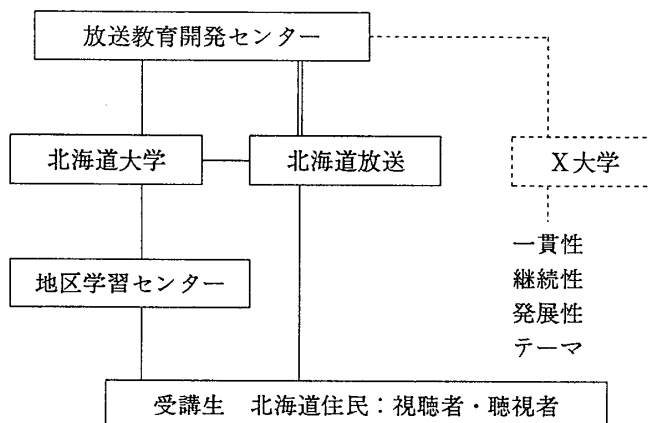 放送教育開発センター
北海道大学
北海道放送
X大学
一貫性
継続性
発展性
テーマ
地区学習センター
受講生 北海道住民：視聴者・聴視者